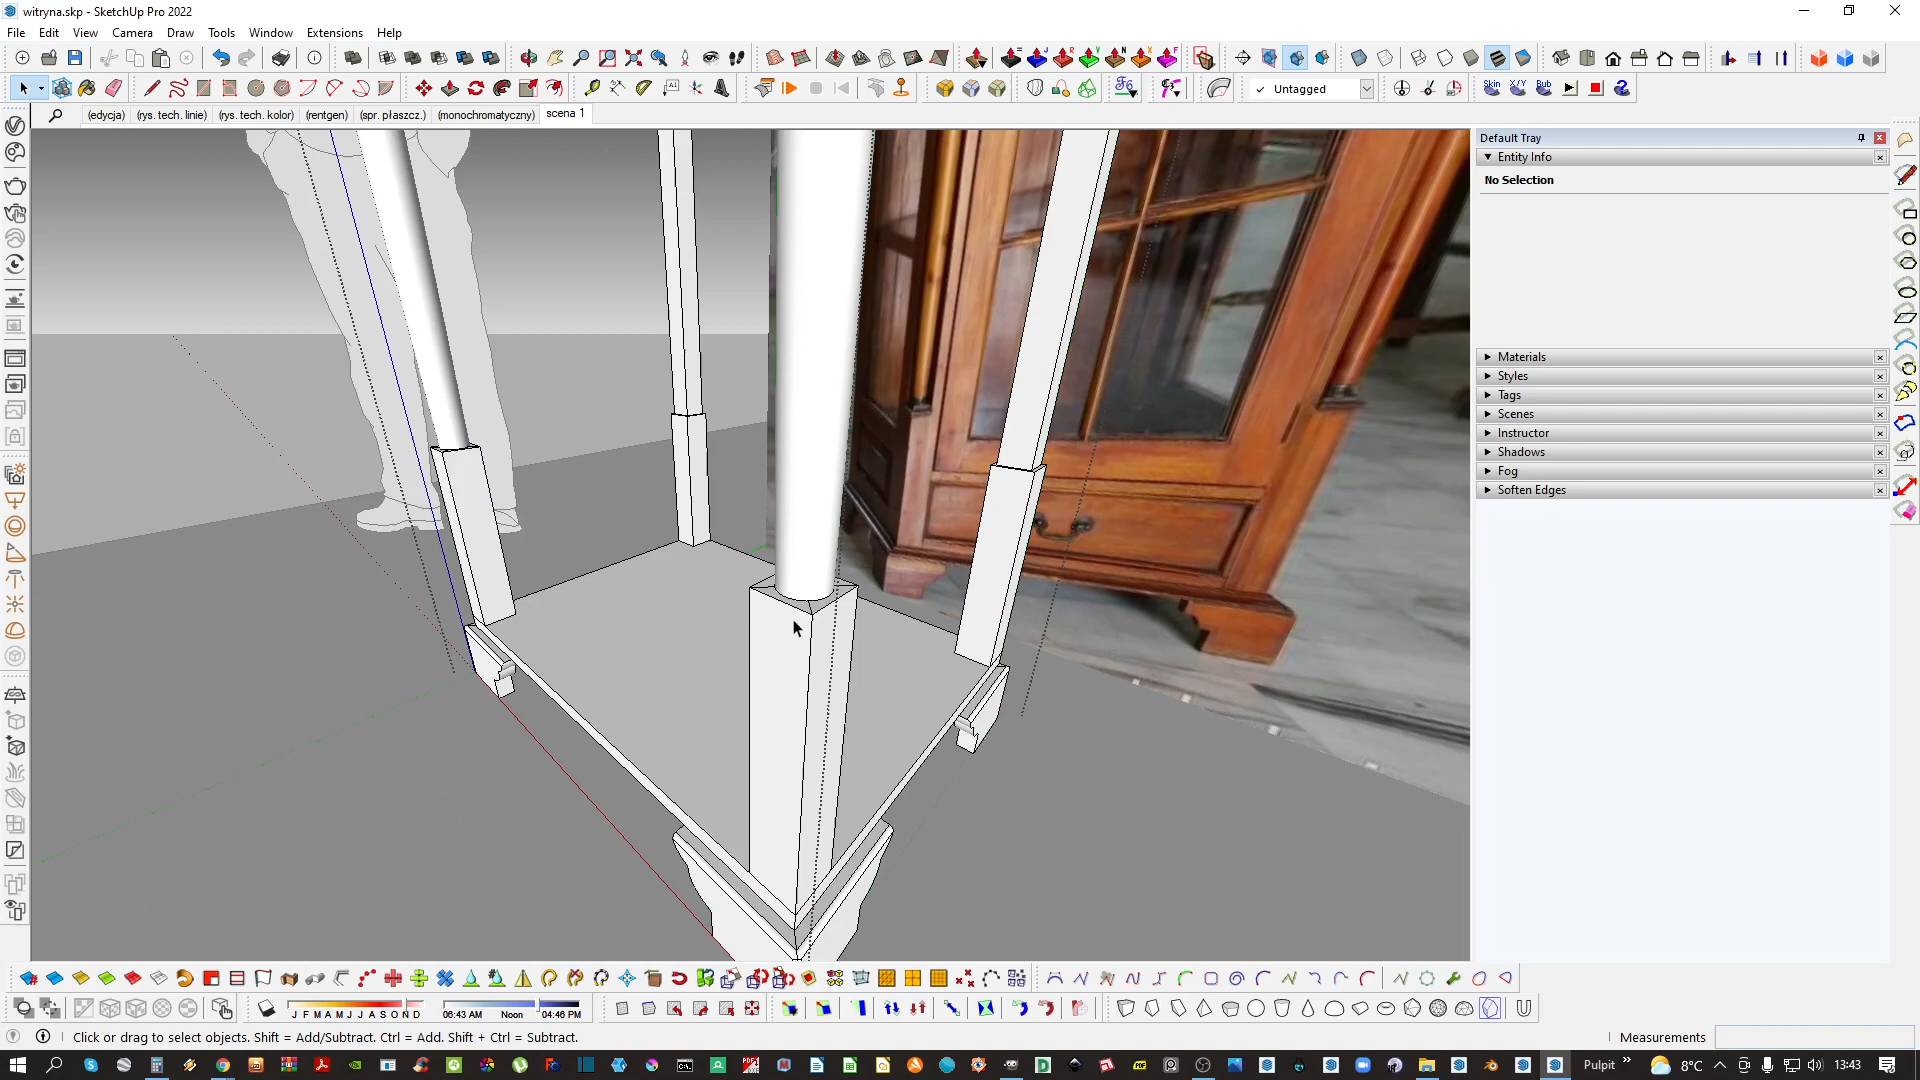 witryna.skp - SketchUp Pro 2022
File Edit View Camera Draw Tools Window Extensions Help
Untagged
Skin X/Y Bub
(edycja) (rys. tech. linie) (rys. tech. kolor) (rentgen) (spr. płaszcz.) (monochromatyczny) scena 1
Default Tray
Entity Info
No Selection
Materials
Styles
Tags
Scenes
Instructor
Shadows
Fog
Soften Edges
J F M A M J J A S O N D 06:43 AM Noon 04:46 PM
Click or drag to select objects. Shift = Add/Subtract. Ctrl = Add. Shift + Ctrl = Subtract. Measurements
Pulpit 8°C 13:43